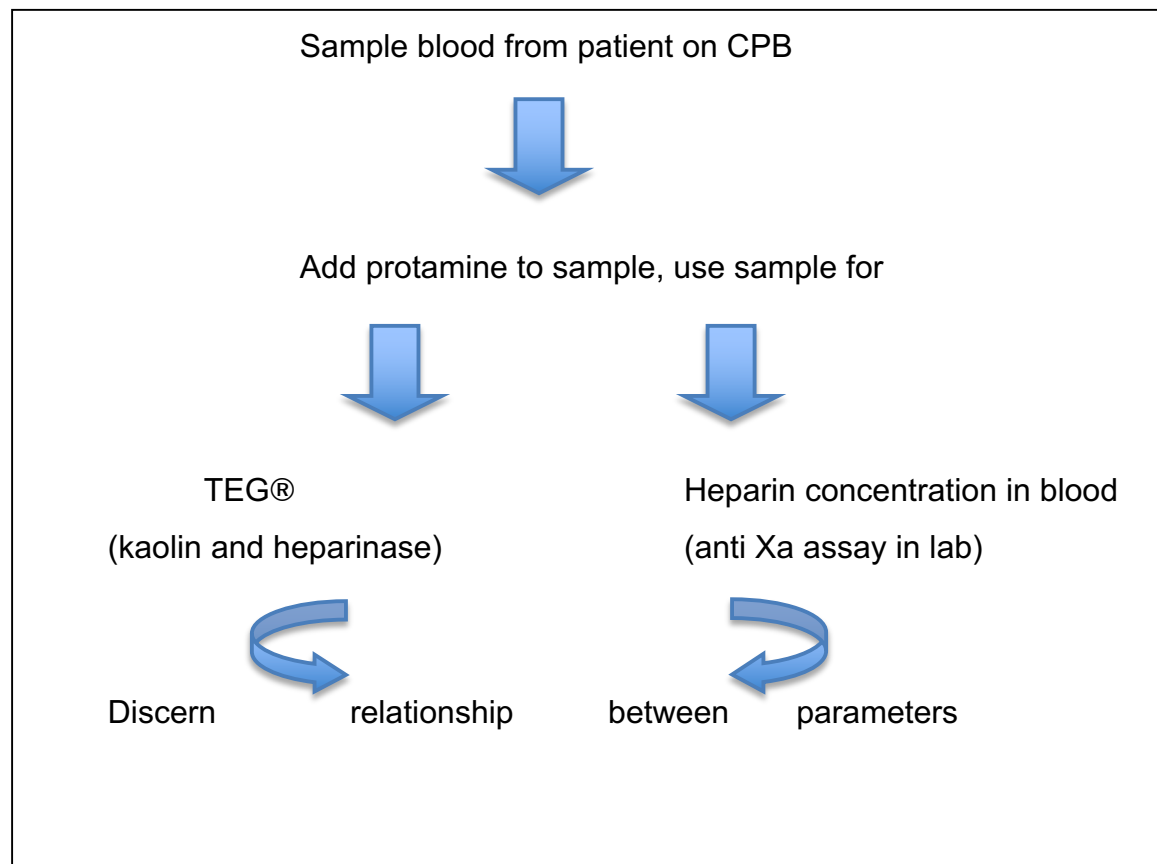 Sample blood from patient on CPB
Add protamine to sample, use sample for
TEG®
(kaolin and heparinase)
Heparin concentration in blood
(anti Xa assay in lab)
Discern relationship between parameters